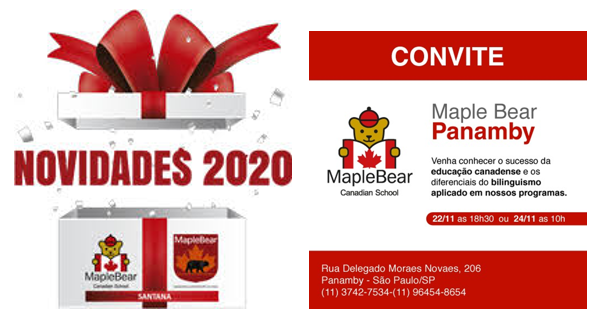 NOVIDADES 2020
MapleBear
Canadian School
MapleBear
SANTANA
CONVITE
MapleBear
Canadian School
Maple Bear
Panamby
Venha conhecer o sucesso da
educação canadense e os
diferenciais do bilinguismo
aplicado em nossos programas.
22/11 as 18h30 ou 24/11 as 10h
Rua Delegado Moraes Novaes, 206
Panamby - São Paulo/SP
(11) 3742-7534-(11) 96454-8654